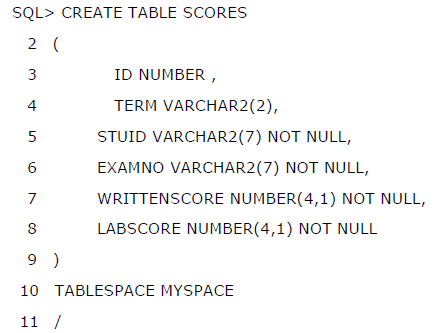 SQL> CREATE TABLE SCORES
2 (
3 ID NUMBER ,
4 TERM VARCHAR2(2),
5 STUID VARCHAR2(7) NOT NULL,
6 EXAMNO VARCHAR2(7) NOT NULL,
7 WRITTENSCORE NUMBER(4,1) NOT NULL,
8 LABSCORE NUMBER(4,1) NOT NULL
9 )
10 TABLESPACE MYSPACE
11 /